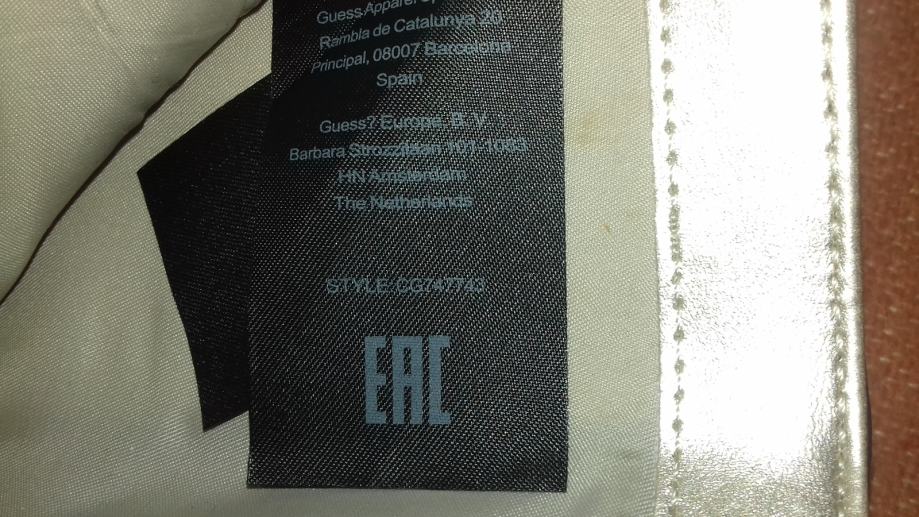 Guess Apparel
Rambla de Catalunya 20
Principal, 08007 Barcelona
Spain
Guess? Europe, B. V.
Barbara Strozzilaan 101 1083
HN Amsterdam
The Netherlands
STYLE: CG747743
EAC